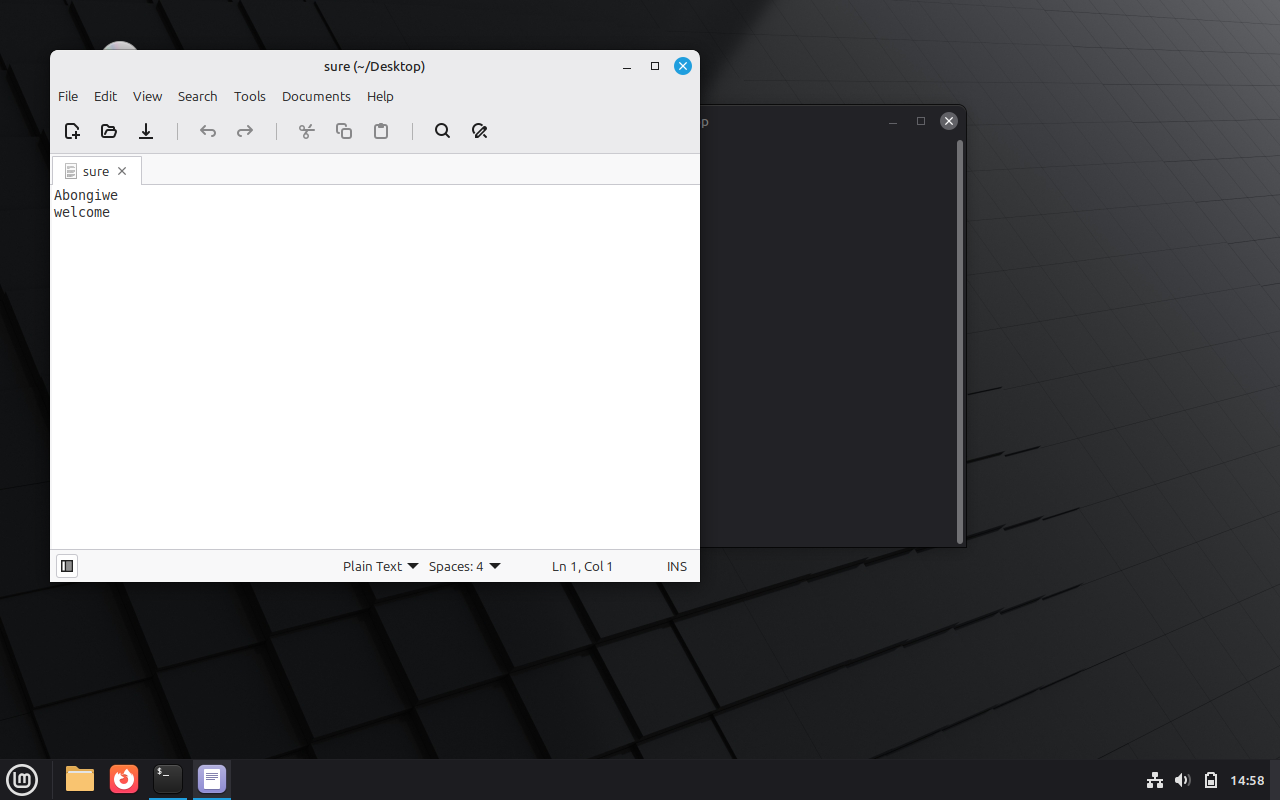 sure (~/Desktop)
File Edit View Search Tools Documents Help
p
sure
Abongiwe
welcome
Plain Text Spaces: 4 Ln 1, Col 1 INS
$_
14:58